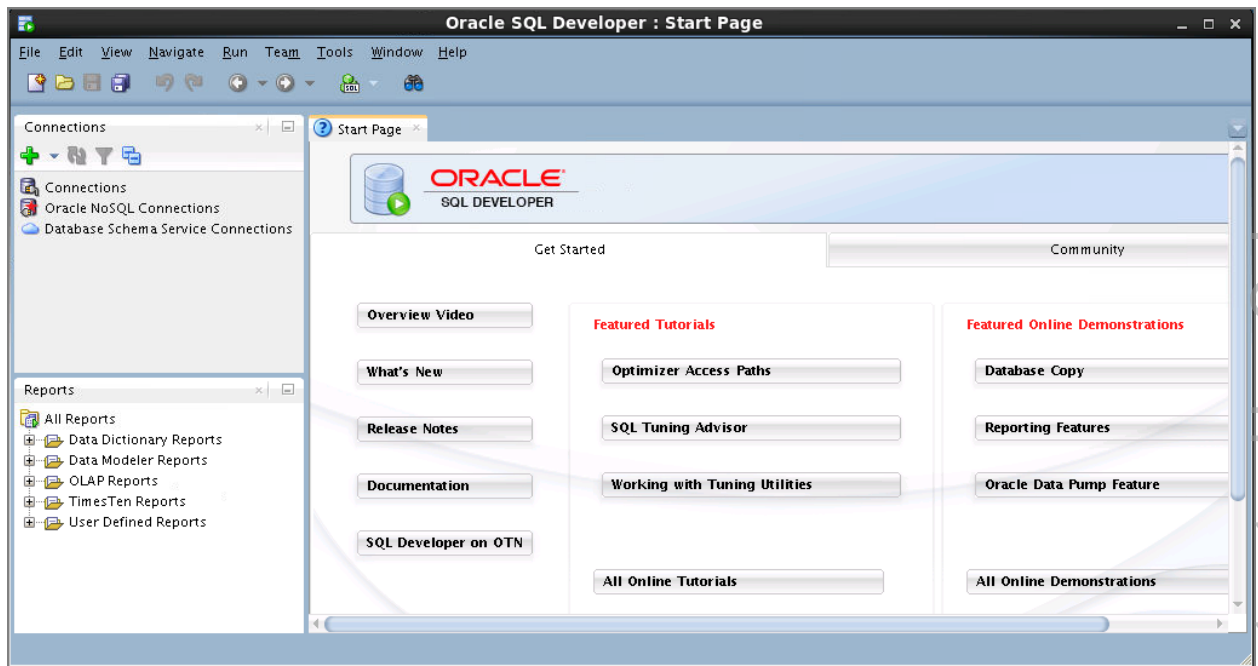 Oracle SQL Developer : Start Page
File Edit View Navigate Run Team Tools Window Help
SQL
Connections
Connections
Oracle NoSQL Connections
Database Schema Service Connections
Reports
All Reports
Data Dictionary Reports
Data Modeler Reports
OLAP Reports
TimesTen Reports
User Defined Reports
Start Page
ORACLE
SQL DEVELOPER
Get Started
Community
Overview Video
What's New
Release Notes
Documentation
SQL Developer on OTN
Featured Tutorials
Optimizer Access Paths
SQL Tuning Advisor
Working with Tuning Utilities
All Online Tutorials
Featured Online Demonstrations
Database Copy
Reporting Features
Oracle Data Pump Feature
All Online Demonstrations